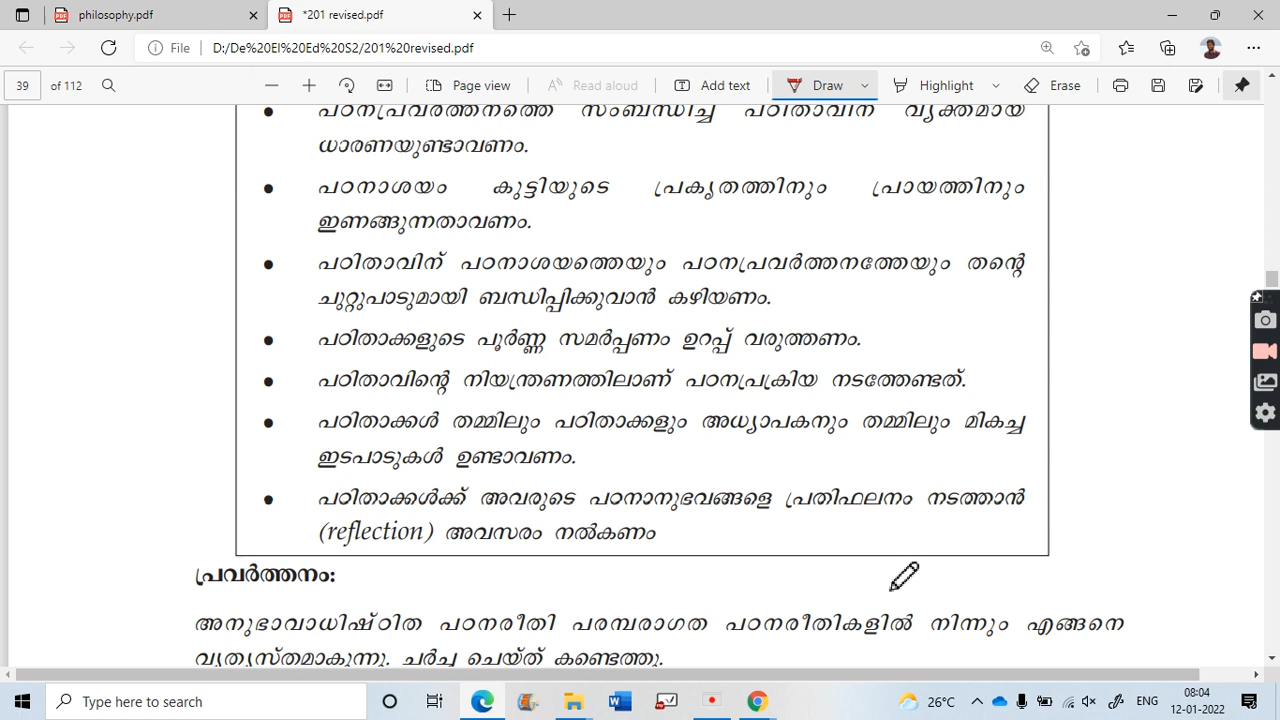 philosophy.pdf
*201 revised.pdf
File D:/De%20El%20Ed%20S2/201%20revised.pdf
39 of 112 Page view Read aloud Add text Draw Highlight Erase
• പഠനപ്രവർത്തനത്തെ സംബന്ധിച്ച് പഠിതാവിന് വ്യക്തമായ
ധാരണയുണ്ടാവണം.
• പഠനാശയം കുട്ടിയുടെ പ്രകൃതത്തിനും പ്രായത്തിനും
ഇണങ്ങുന്നതാവണം.
• പഠിതാവിന് പഠനാശയത്തെയും പഠനപ്രവർത്തനത്തേയും തന്റെ
ചുറ്റുപാടുമായി ബന്ധിപ്പിക്കുവാൻ കഴിയണം.
• പഠിതാക്കളുടെ പൂർണ്ണ സമർപ്പണം ഉറപ്പ് വരുത്തണം.
• പഠിതാവിന്റെ നിയന്ത്രണത്തിലാണ് പഠനപ്രക്രിയ നടത്തേണ്ടത്.
• പഠിതാക്കൾ തമ്മിലും പഠിതാക്കളും അധ്യാപകനും തമ്മിലും മികച്ച
ഇടപാടുകൾ ഉണ്ടാവണം.
• പഠിതാക്കൾക്ക് അവരുടെ പഠനാനുഭവങ്ങളെ പ്രതിഫലനം നടത്താൻ
(reflection) അവസരം നൽകണം
പ്രവർത്തനം:
അനുഭാവാധിഷ്ഠിത പഠനരീതി പരമ്പരാഗത പഠനരീതികളിൽ നിന്നും എങ്ങനെ
വ്യത്യസ്തമാകുന്നു. ചർച്ച ചെയ്ത് കണ്ടെത്തൂ.
Type here to search
26°C ENG 08:04
12-01-2022